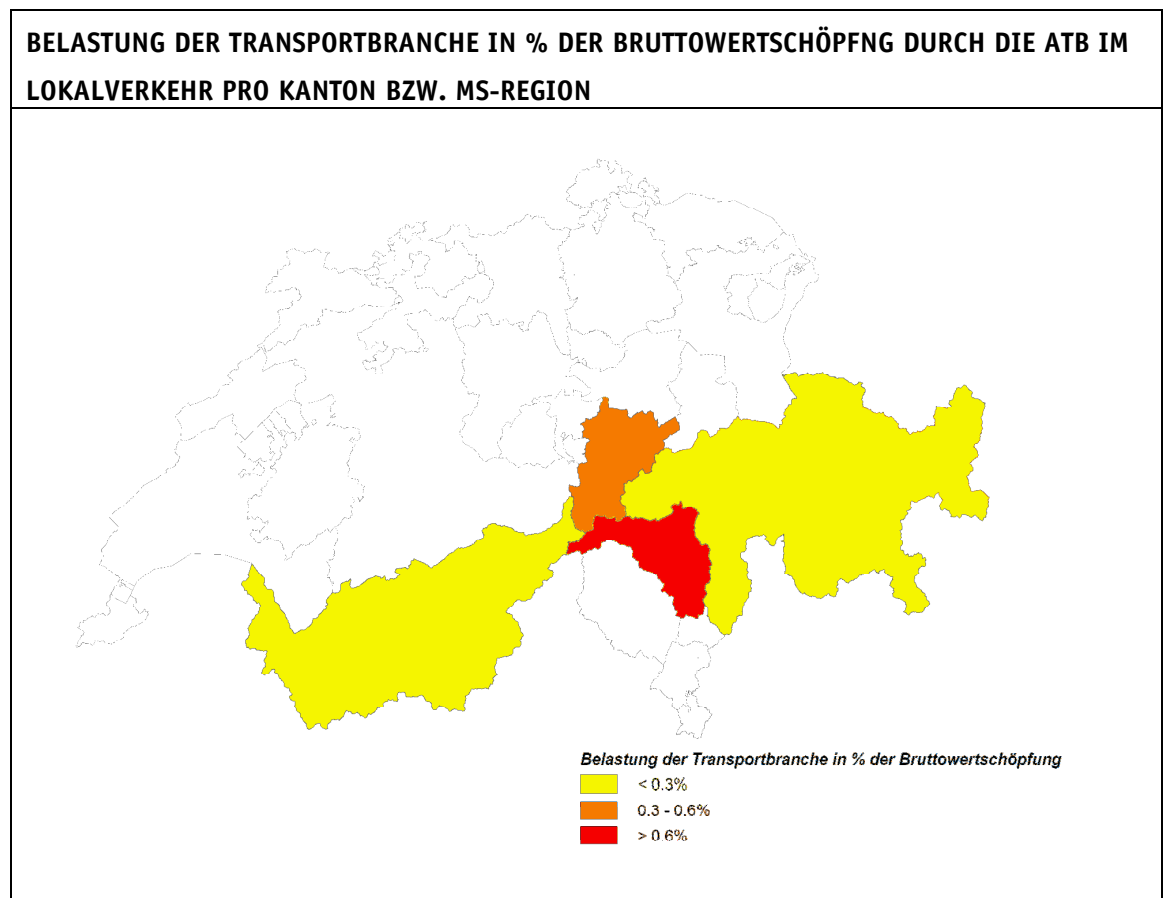 BELASTUNG DER TRANSPORTBRANCHE IN % DER BRUTTOWERTSCHÖPFNG DURCH DIE ATB IM
LOKALVERKEHR PRO KANTON BZW. MS-REGION
Belastung der Transportbranche in % der Bruttowertschöpfung
< 0.3%
0.3 - 0.6%
> 0.6%